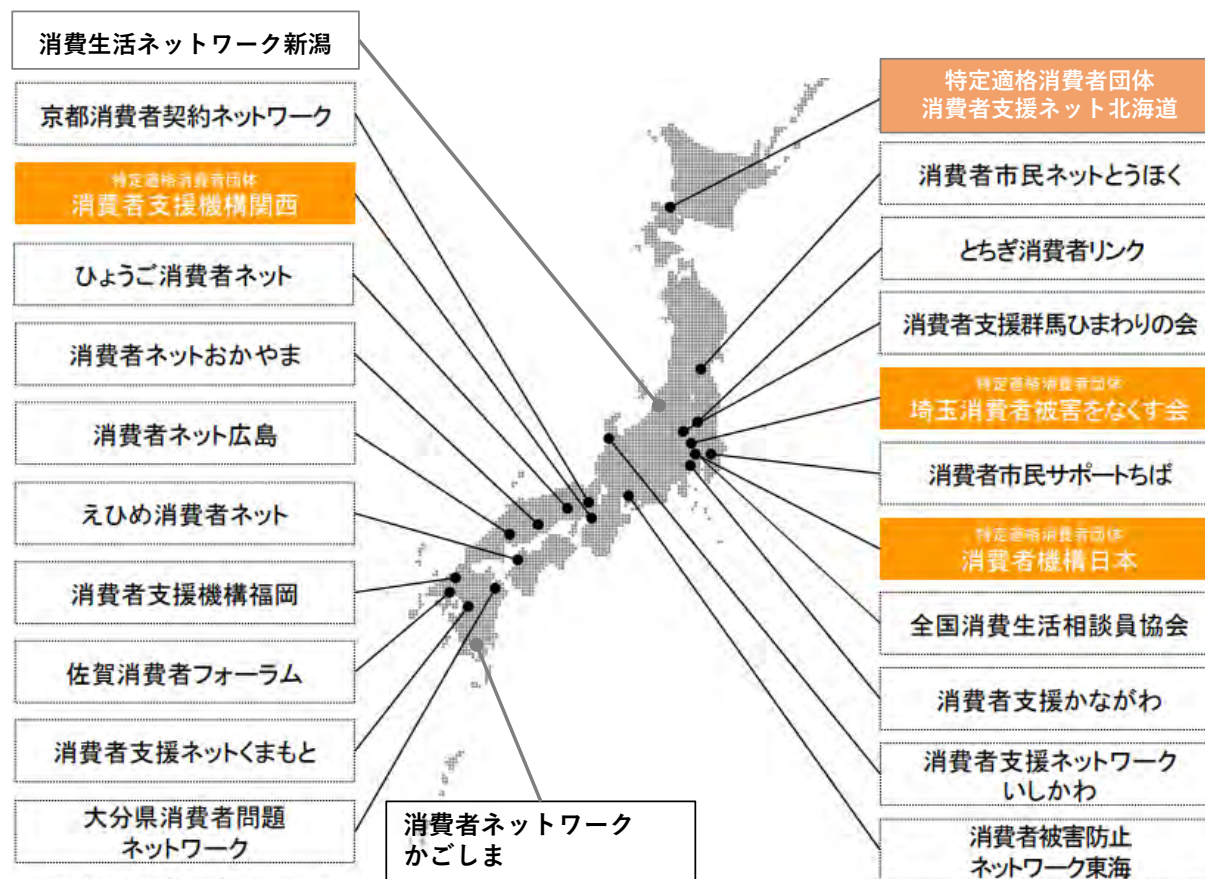 消費生活ネットワーク新潟
京都消費者契約ネットワーク
特定適格消費者団体
消費者支援機構関西
ひょうご消費者ネット
消費者ネットおかやま
消費者ネット広島
えひめ消費者ネット
消費者支援機構福岡
佐賀消費者フォーラム
消費者支援ネットくまもと
大分県消費者問題
ネットワーク
消費者ネットワーク
かごしま
特定適格消費者団体
消費者支援ネット北海道
消費者市民ネットとうほく
とちぎ消費者リンク
消費者支援群馬ひまわりの会
特定適格消費者団体
埼玉消費者被害をなくす会
消費者市民サポートちば
特定適格消費者団体
消費者機構日本
全国消費生活相談員協会
消費者支援かながわ
消費者支援ネットワーク
いしかわ
消費者被害防止
ネットワーク東海